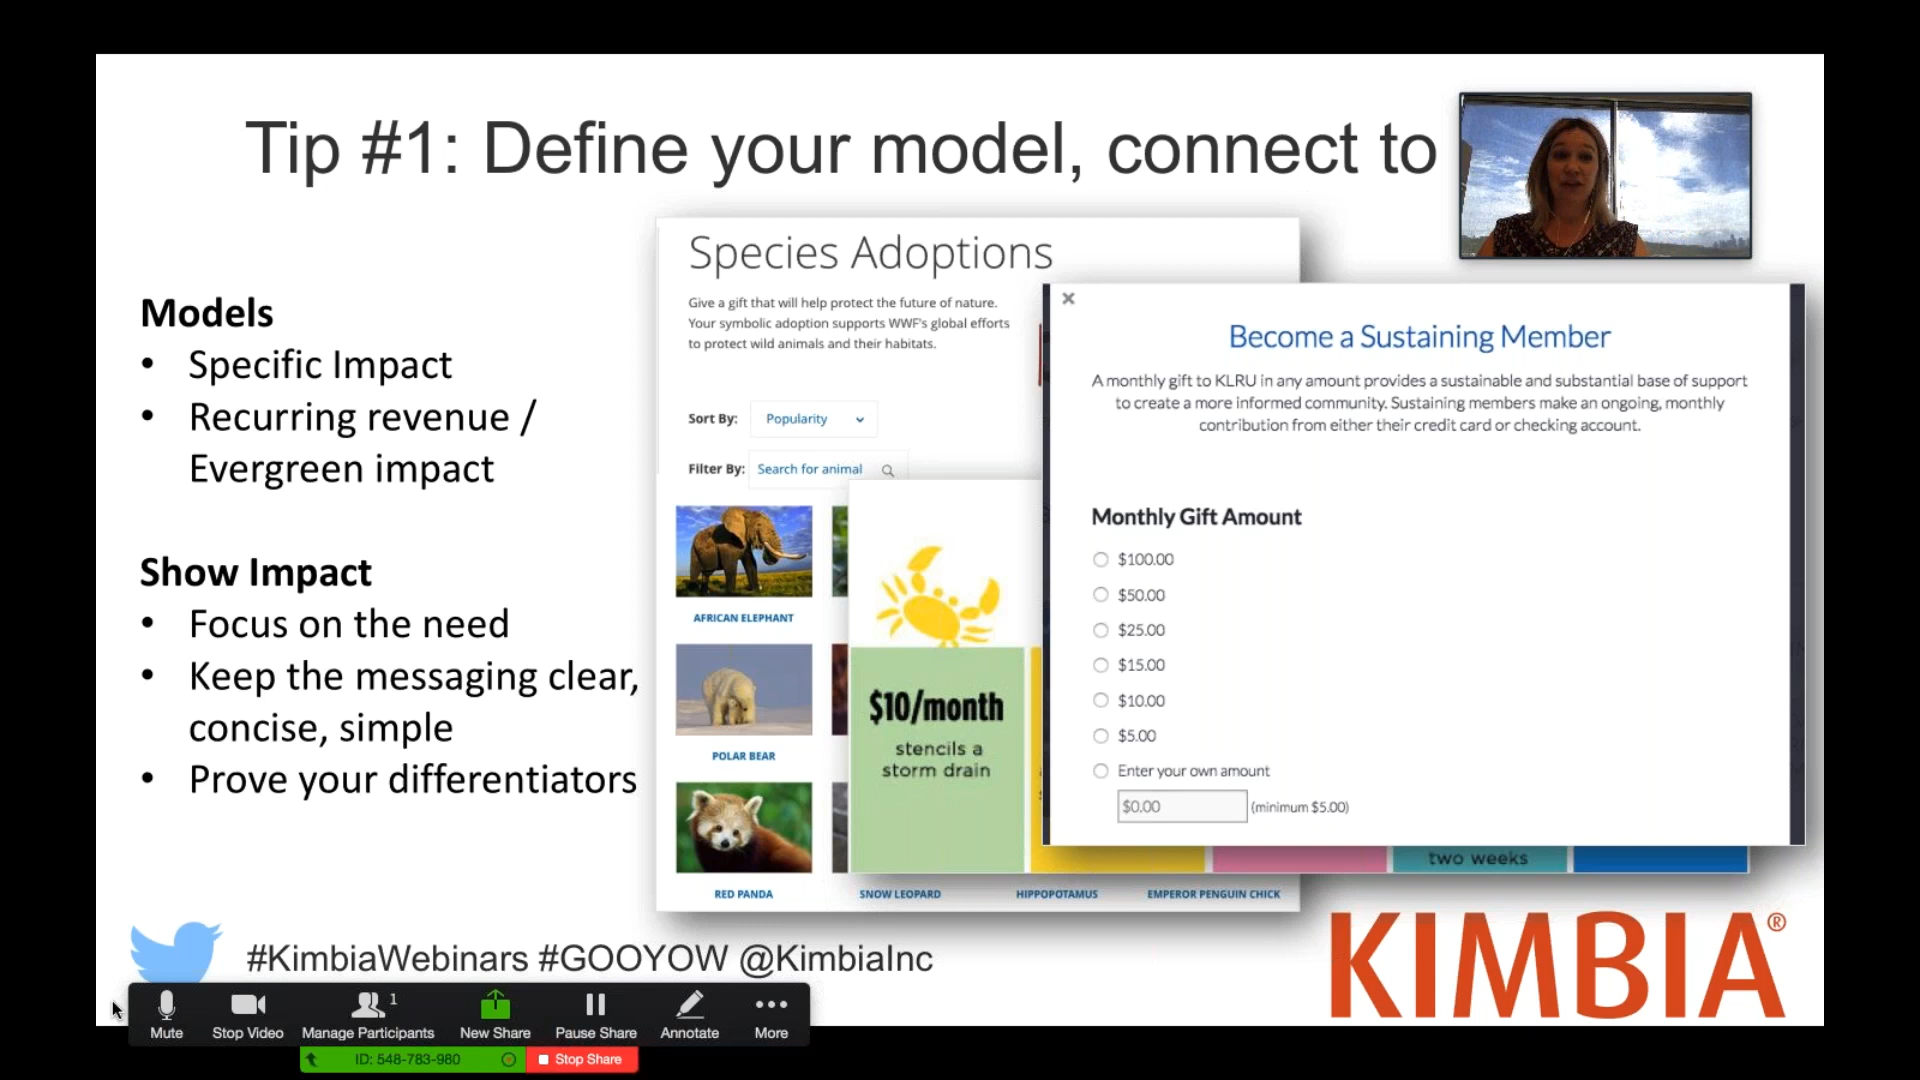 Tip #1: Define your model, connect to
Models
• Specific Impact
• Recurring revenue /
Evergreen impact
Show Impact
• Focus on the need
• Keep the messaging clear,
concise, simple
• Prove your differentiators
Species Adoptions
Give a gift that will help protect the future of nature.
Your symbolic adoption supports WWF's global efforts
to protect wild animals and their habitats.
Sort By: Popularity
Filter By: Search for animal
AFRICAN ELEPHANT
POLAR BEAR
RED PANDA
SNOW LEOPARD
HIPPOPOTAMUS
EMPEROR PENGUIN CHICK
$10/month
stencils a
storm drain
two weeks
Become a Sustaining Member
A monthly gift to KLRU in any amount provides a sustainable and substantial base of support
to create a more informed community. Sustaining members make an ongoing, monthly
contribution from either their credit card or checking account.
Monthly Gift Amount
$100.00
$50.00
$25.00
$15.00
$10.00
$5.00
Enter your own amount
$0.00 (minimum $5.00)
#KimbiaWebinars #GOOYOW @KimbiaInc
KIMBIA®
Mute
Stop Video
1
Manage Participants
New Share
Pause Share
Annotate
More
ID: 548-783-980
Stop Share